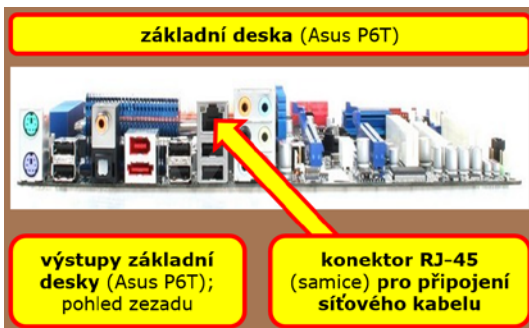 základní deska (Asus P6T)
výstupy základní
desky (Asus P6T);
pohled zezadu
konektor RJ-45
(samice) pro připojení
síťového kabelu